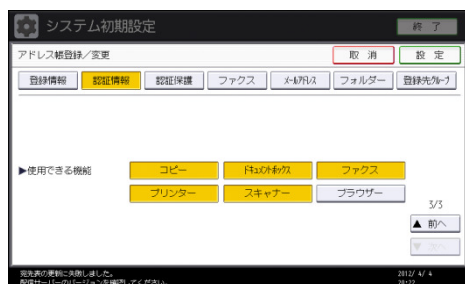 システム初期設定
終 了
アドレス帳登録／変更
取 消
設 定
登録情報
認証情報
認証保護
ファクス
ﾒｰﾙｱﾄﾞﾚｽ
フォルダー
登録先ｸﾞﾙｰﾌﾟ
▶使用できる機能
コピー
ﾄﾞｷｭﾒﾝﾄﾎﾞｯｸｽ
ファクス
プリンター
スキャナー
ブラウザー
3/3
▲ 前へ
▼ 次へ
宛先表の更新に失敗しました。
2012/ 4/ 4
配信サーバーのバージョンを確認してください。
20:22